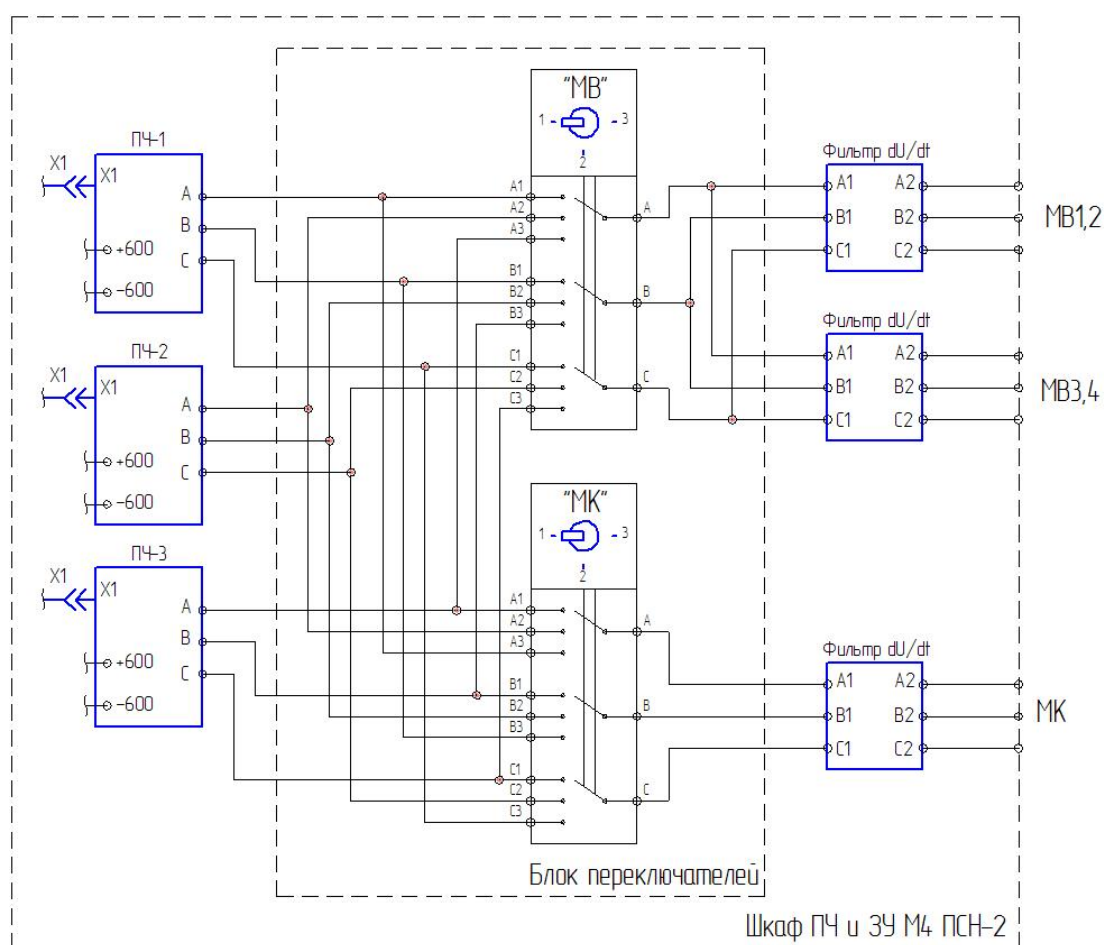 "МВ"
1 - - 3
2
ПЧ-1
X1
X1
A
B
C
+600
-600
A1
A2
A3
B1
B2
B3
C1
C2
C3
A
B
C
Фильтр dU/dt
A1 A2
B1 B2
C1 C2
МВ1,2
ПЧ-2
X1
X1
A
B
C
+600
-600
Фильтр dU/dt
A1 A2
B1 B2
C1 C2
МВ3,4
"МК"
1 - - 3
2
ПЧ-3
X1
X1
A
B
C
+600
-600
A1
A2
A3
B1
B2
B3
C1
C2
C3
A
B
C
Фильтр dU/dt
A1 A2
B1 B2
C1 C2
МК
Блок переключателей
Шкаф ПЧ и ЗУ М4 ПСН-2